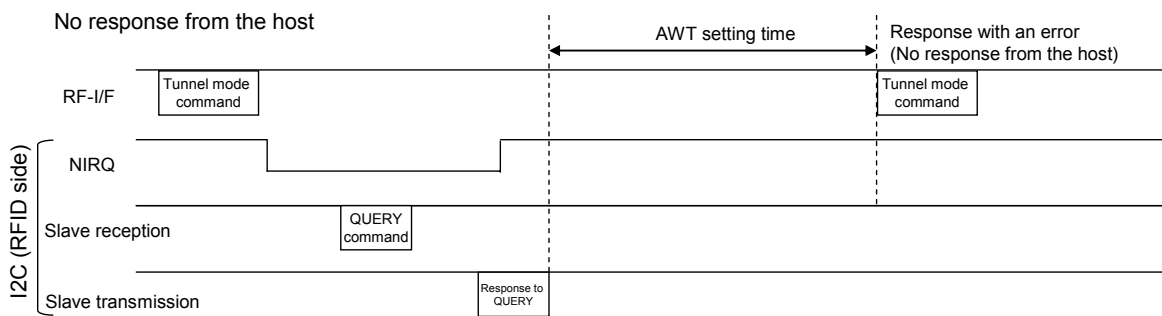 No response from the host
AWT setting time
Response with an error
(No response from the host)
RF-I/F
Tunnel mode
command
Tunnel mode
command
NIRQ
I2C (RFID side)
Slave reception
QUERY
command
Slave transmission
Response to
QUERY